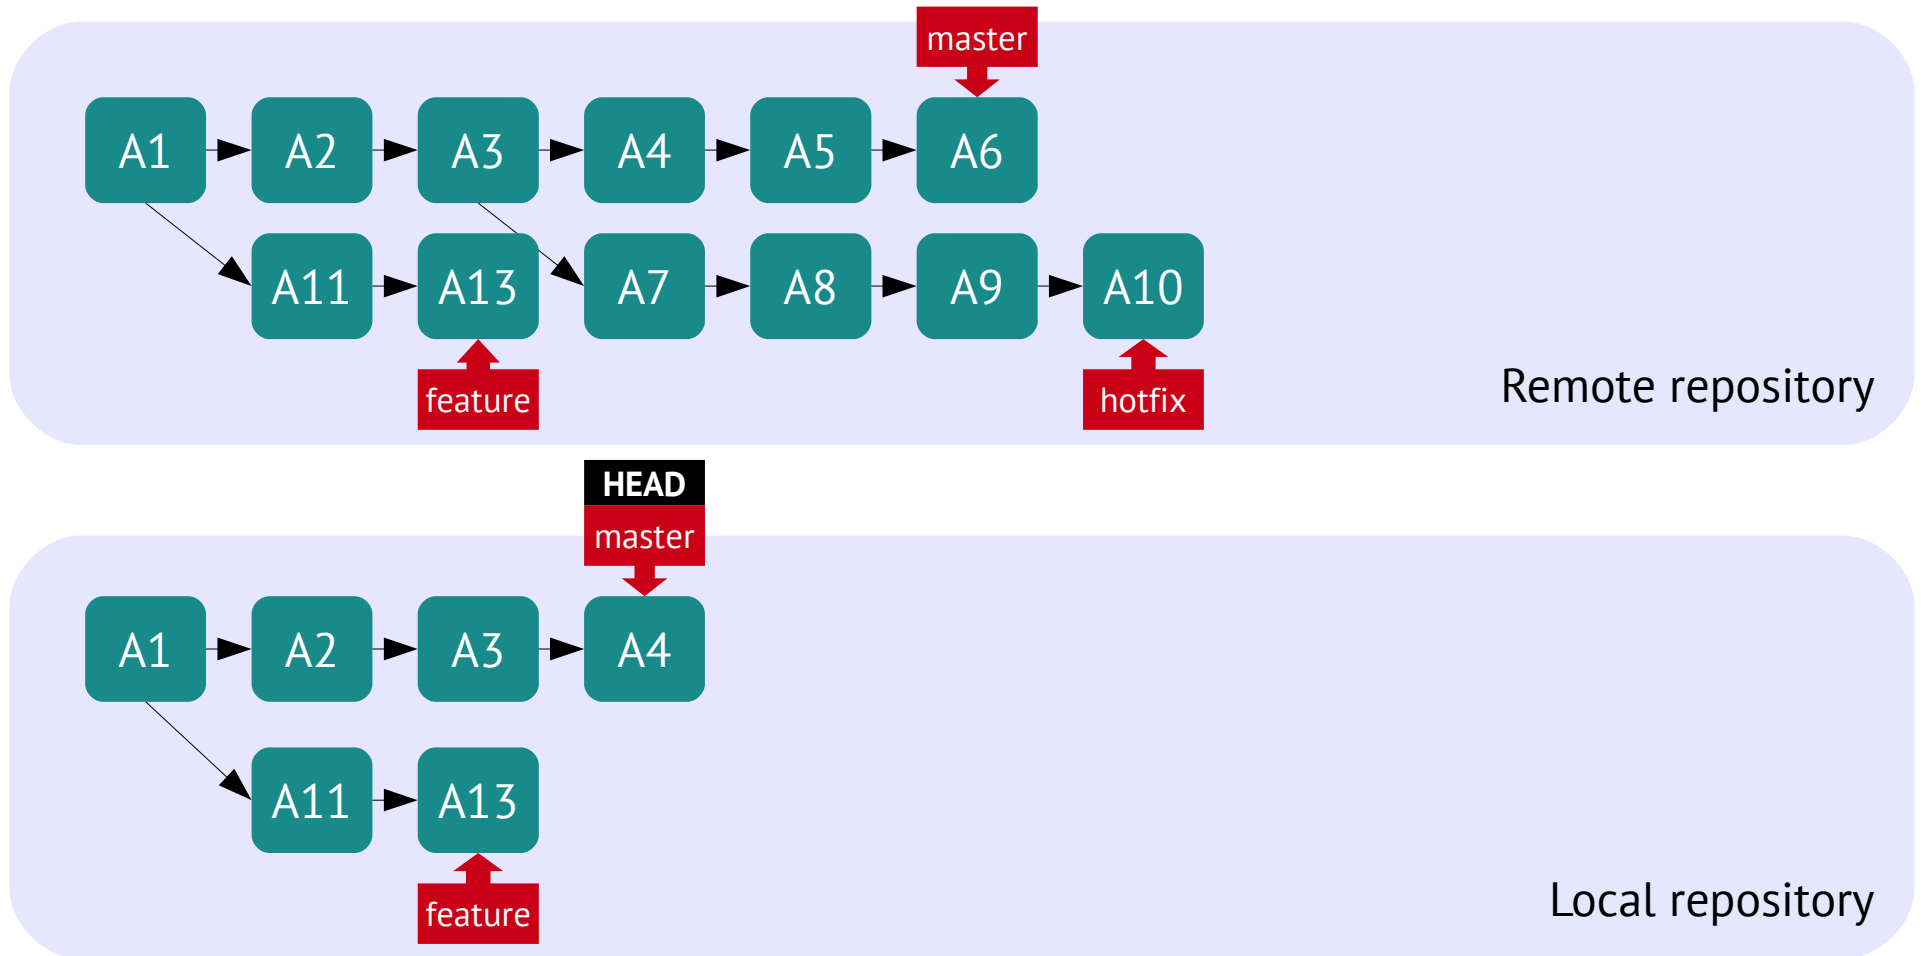 master
A1 A2 A3 A4 A5 A6
A11 A13 A7 A8 A9 A10
feature hotfix
Remote repository
HEAD
master
A1 A2 A3 A4
A11 A13
feature
Local repository